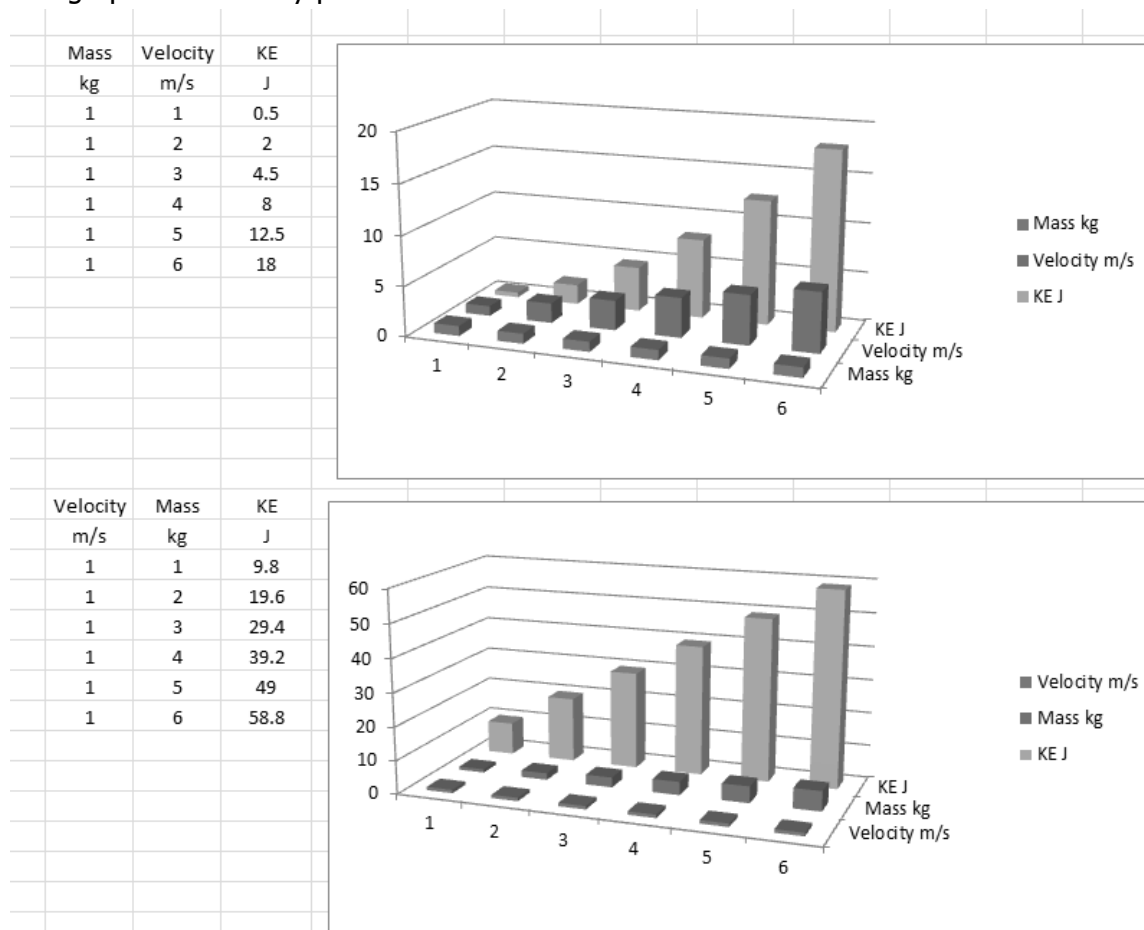 Mass Velocity KE
kg m/s J
1 1 0.5
1 2 2
1 3 4.5
1 4 8
1 5 12.5
1 6 18
20
15
10
5
0
1 2 3 4 5 6
KE J
Velocity m/s
Mass kg
Mass kg
Velocity m/s
KE J
Velocity Mass KE
m/s kg J
1 1 9.8
1 2 19.6
1 3 29.4
1 4 39.2
1 5 49
1 6 58.8
60
50
40
30
20
10
0
1 2 3 4 5 6
KE J
Mass kg
Velocity m/s
Velocity m/s
Mass kg
KE J